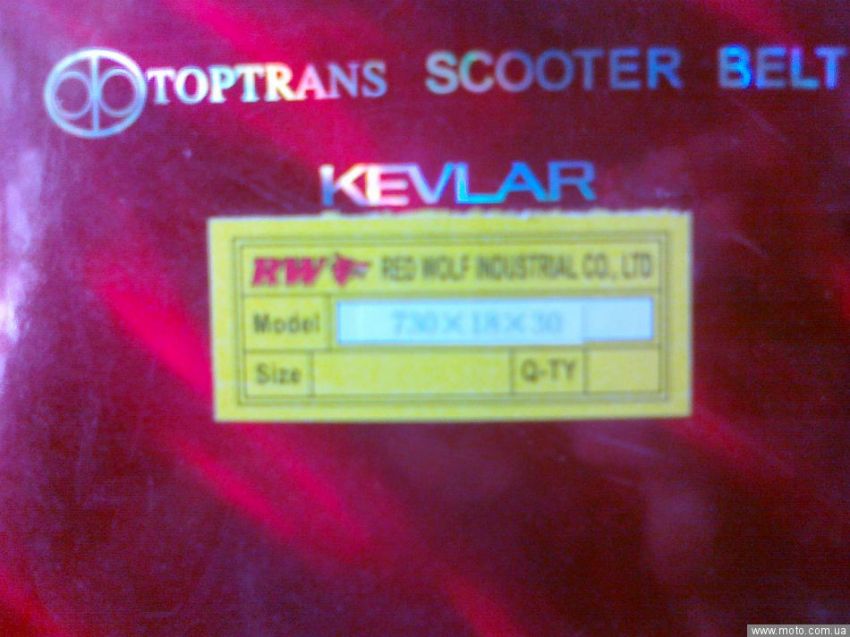 TOPTRANS SCOOTER BELT
KEVLAR
RW RED WOLF INDUSTRIAL CO., LTD
Model 730×18×30
Size Q-TY
www.moto.com.ua